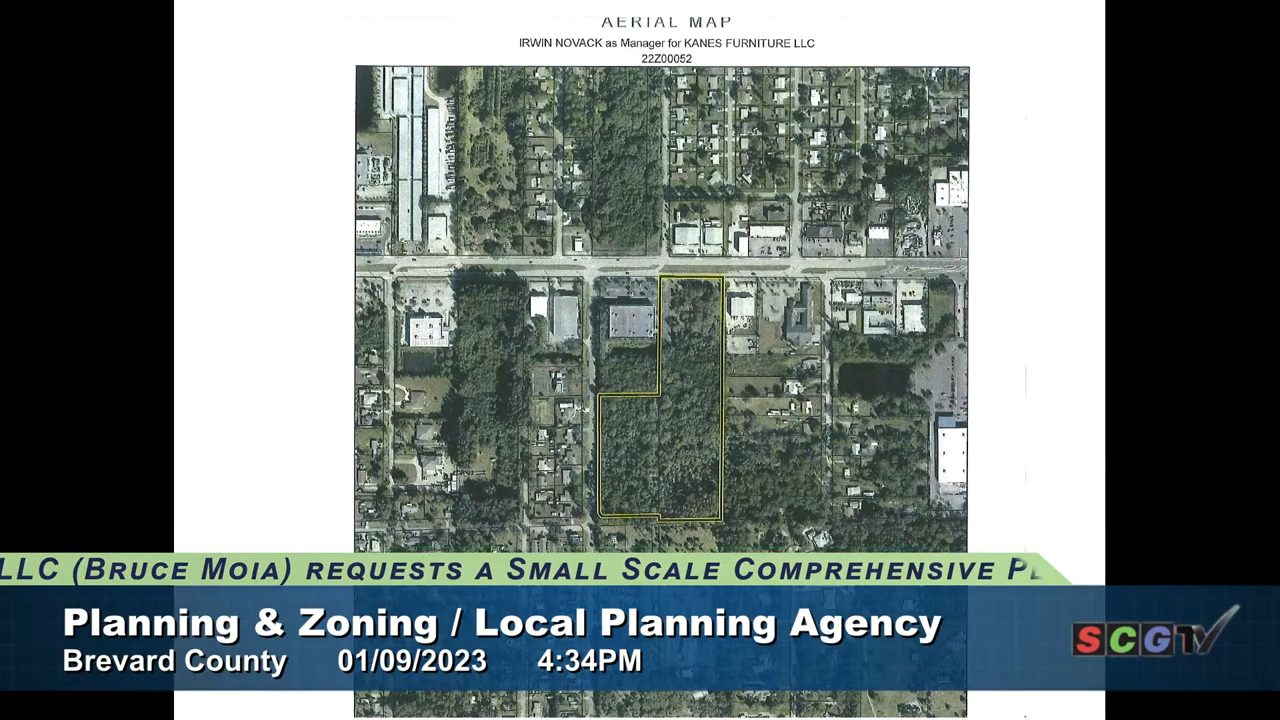 AERIAL MAP
IRWIN NOVACK as Manager for KANES FURNITURE LLC
22Z00052
LLC (BRUCE MOIA) REQUESTS A SMALL SCALE COMPREHENSIVE
Planning & Zoning / Local Planning Agency
Brevard County 01/09/2023 4:34PM
SCGTV